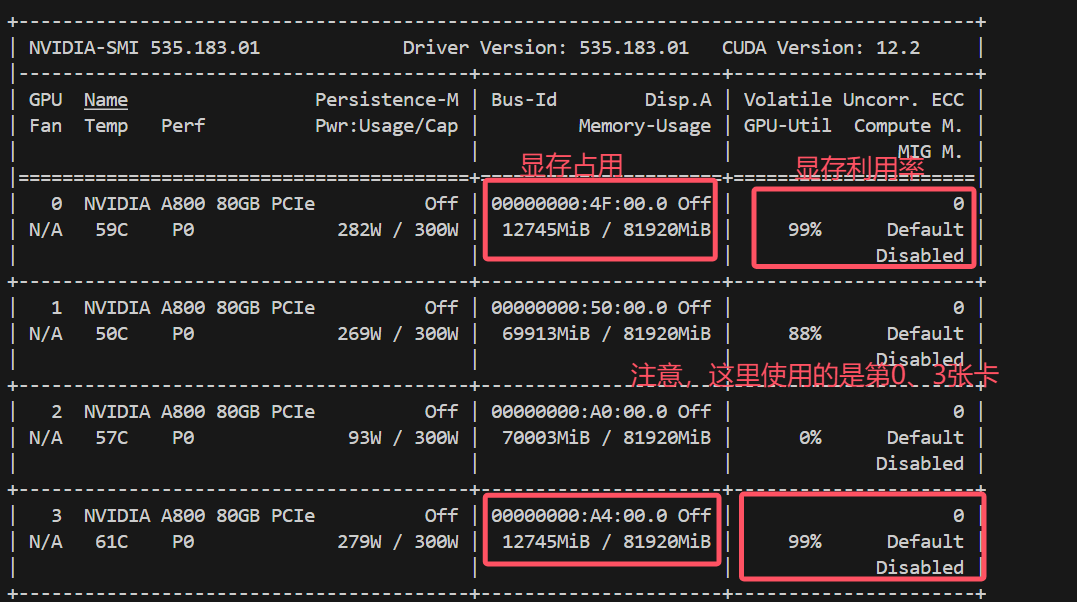 NVIDIA-SMI 535.183.01 Driver Version: 535.183.01 CUDA Version: 12.2
GPU Name Persistence-M | Bus-Id Disp.A | Volatile Uncorr. ECC
Fan Temp Perf Pwr:Usage/Cap | Memory-Usage | GPU-Util Compute M.
MIG M.
显存占用
显存利用率
0 NVIDIA A800 80GB PCIe Off | 00000000:4F:00.0 Off | 0
N/A 59C P0 282W / 300W | 12745MiB / 81920MiB | 99% Default
Disabled
1 NVIDIA A800 80GB PCIe Off | 00000000:50:00.0 Off | 0
N/A 50C P0 269W / 300W | 69913MiB / 81920MiB | 88% Default
Disabled
注意，这里使用的是第0、3张卡
2 NVIDIA A800 80GB PCIe Off | 00000000:A0:00.0 Off | 0
N/A 57C P0 93W / 300W | 70003MiB / 81920MiB | 0% Default
Disabled
3 NVIDIA A800 80GB PCIe Off | 00000000:A4:00.0 Off | 0
N/A 61C P0 279W / 300W | 12745MiB / 81920MiB | 99% Default
Disabled